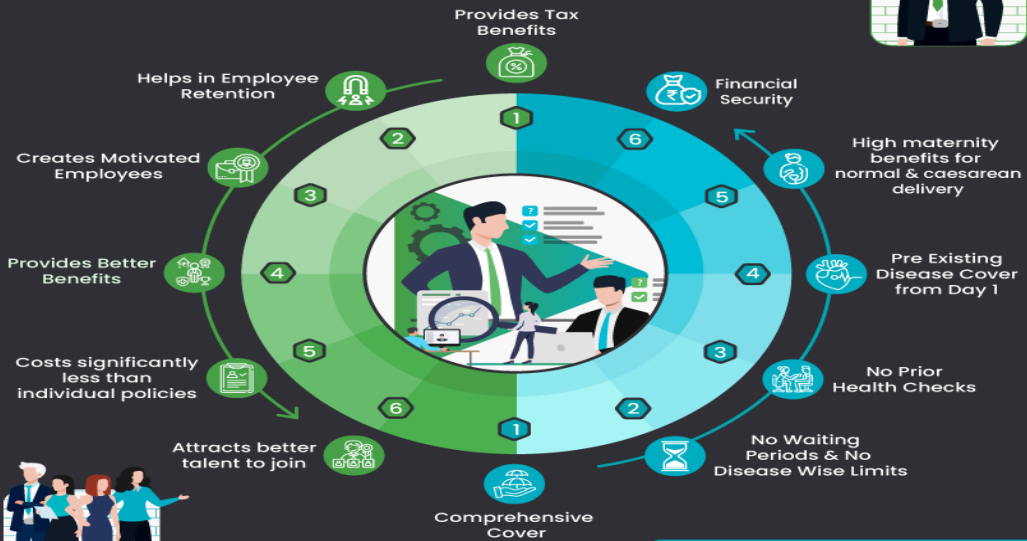 Provides Tax
Benefits
1
Helps in Employee
Retention
2
Creates Motivated
Employees
3
Provides Better
Benefits
4
Costs significantly
less than
individual policies
5
Attracts better
talent to join
6
Comprehensive
Cover
1
No Waiting
Periods & No
Disease Wise Limits
2
No Prior
Health Checks
3
Pre Existing
Disease Cover
from Day 1
4
High maternity
benefits for
normal & caesarean
delivery
5
Financial
Security
6